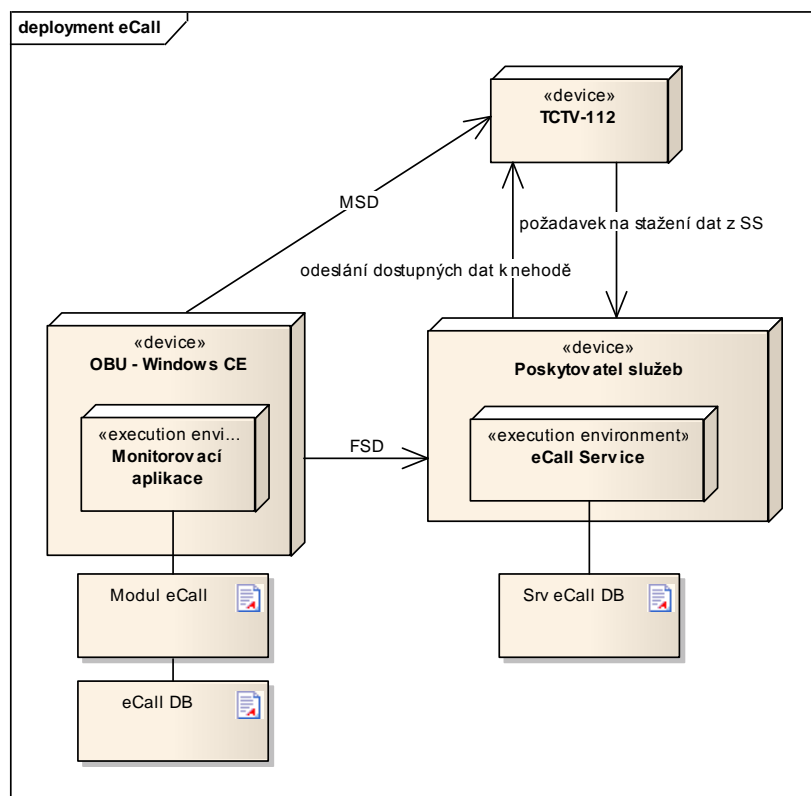 deployment eCall
«device»
TCTV-112
MSD
požadavek na stažení dat z SS
odeslání dostupných dat k nehodě
«device»
OBU - Windows CE
«execution envi...
Monitorovací
aplikace
FSD
«device»
Poskytovatel služeb
«execution environment»
eCall Service
Modul eCall
Srv eCall DB
eCall DB